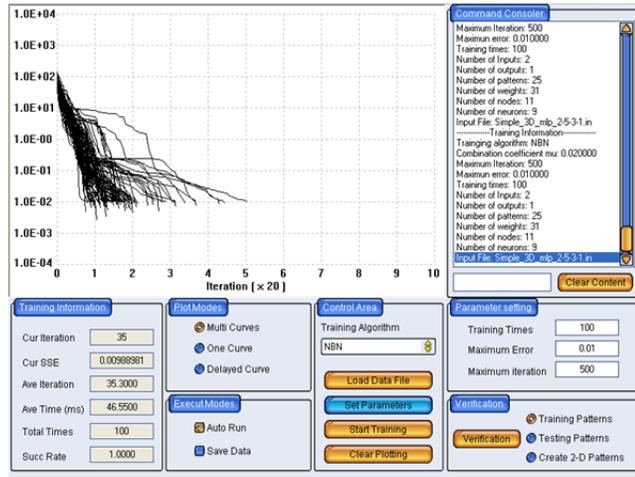 1.0E+04
1.0E+03
1.0E+02
1.0E+01
1.0E-00
1.0E-01
1.0E-02
1.0E-03
1.0E-04
0 1 2 3 4 5 6 7 8 9 10
Iteration ( × 20 )
Command Consoler
Maximum Iteration: 500
Maximun error: 0.010000
Training times: 100
Number of Inputs: 2
Number of outputs: 1
Number of patterns: 25
Number of weights: 31
Number of nodes: 11
Number of neurons: 9
Input File: Simple_3D_mlp_2-5-3-1.in
--------------Training Information--------------
Trainging algorithm: NBN
Combination coefficient mu: 0.020000
Maximum Iteration: 500
Maximun error: 0.010000
Training times: 100
Number of Inputs: 2
Number of outputs: 1
Number of patterns: 25
Number of weights: 31
Number of nodes: 11
Number of neurons: 9
Input File: Simple_3D_mlp_2-5-3-1.in
Clear Content
Training Information
Cur Iteration 35
Cur SSE 0.00988981
Ave Iteration 35.3000
Ave Time (ms) 46.5500
Total Times 100
Succ Rate 1.0000
Plot Modes
Multi Curves
One Curve
Delayed Curve
Execut Modes
Auto Run
Save Data
Control Area
Training Algorithm
NBN
Load Data File
Set Parameters
Start Training
Clear Plotting
Parameter setting
Training Times 100
Maximum Error 0.01
Maximum iteration 500
Verification
Verification
Training Patterns
Testing Patterns
Create 2-D Patterns